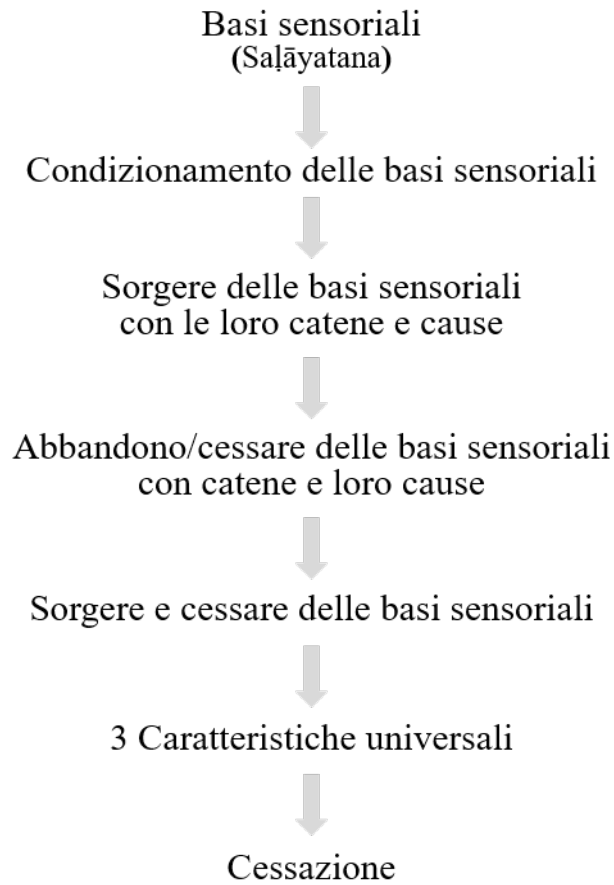 Basi sensoriali
(Saḷāyatana)
Condizionamento delle basi sensoriali
Sorgere delle basi sensoriali
con le loro catene e cause
Abbandono/cessare delle basi sensoriali
con catene e loro cause
Sorgere e cessare delle basi sensoriali
3 Caratteristiche universali
Cessazione